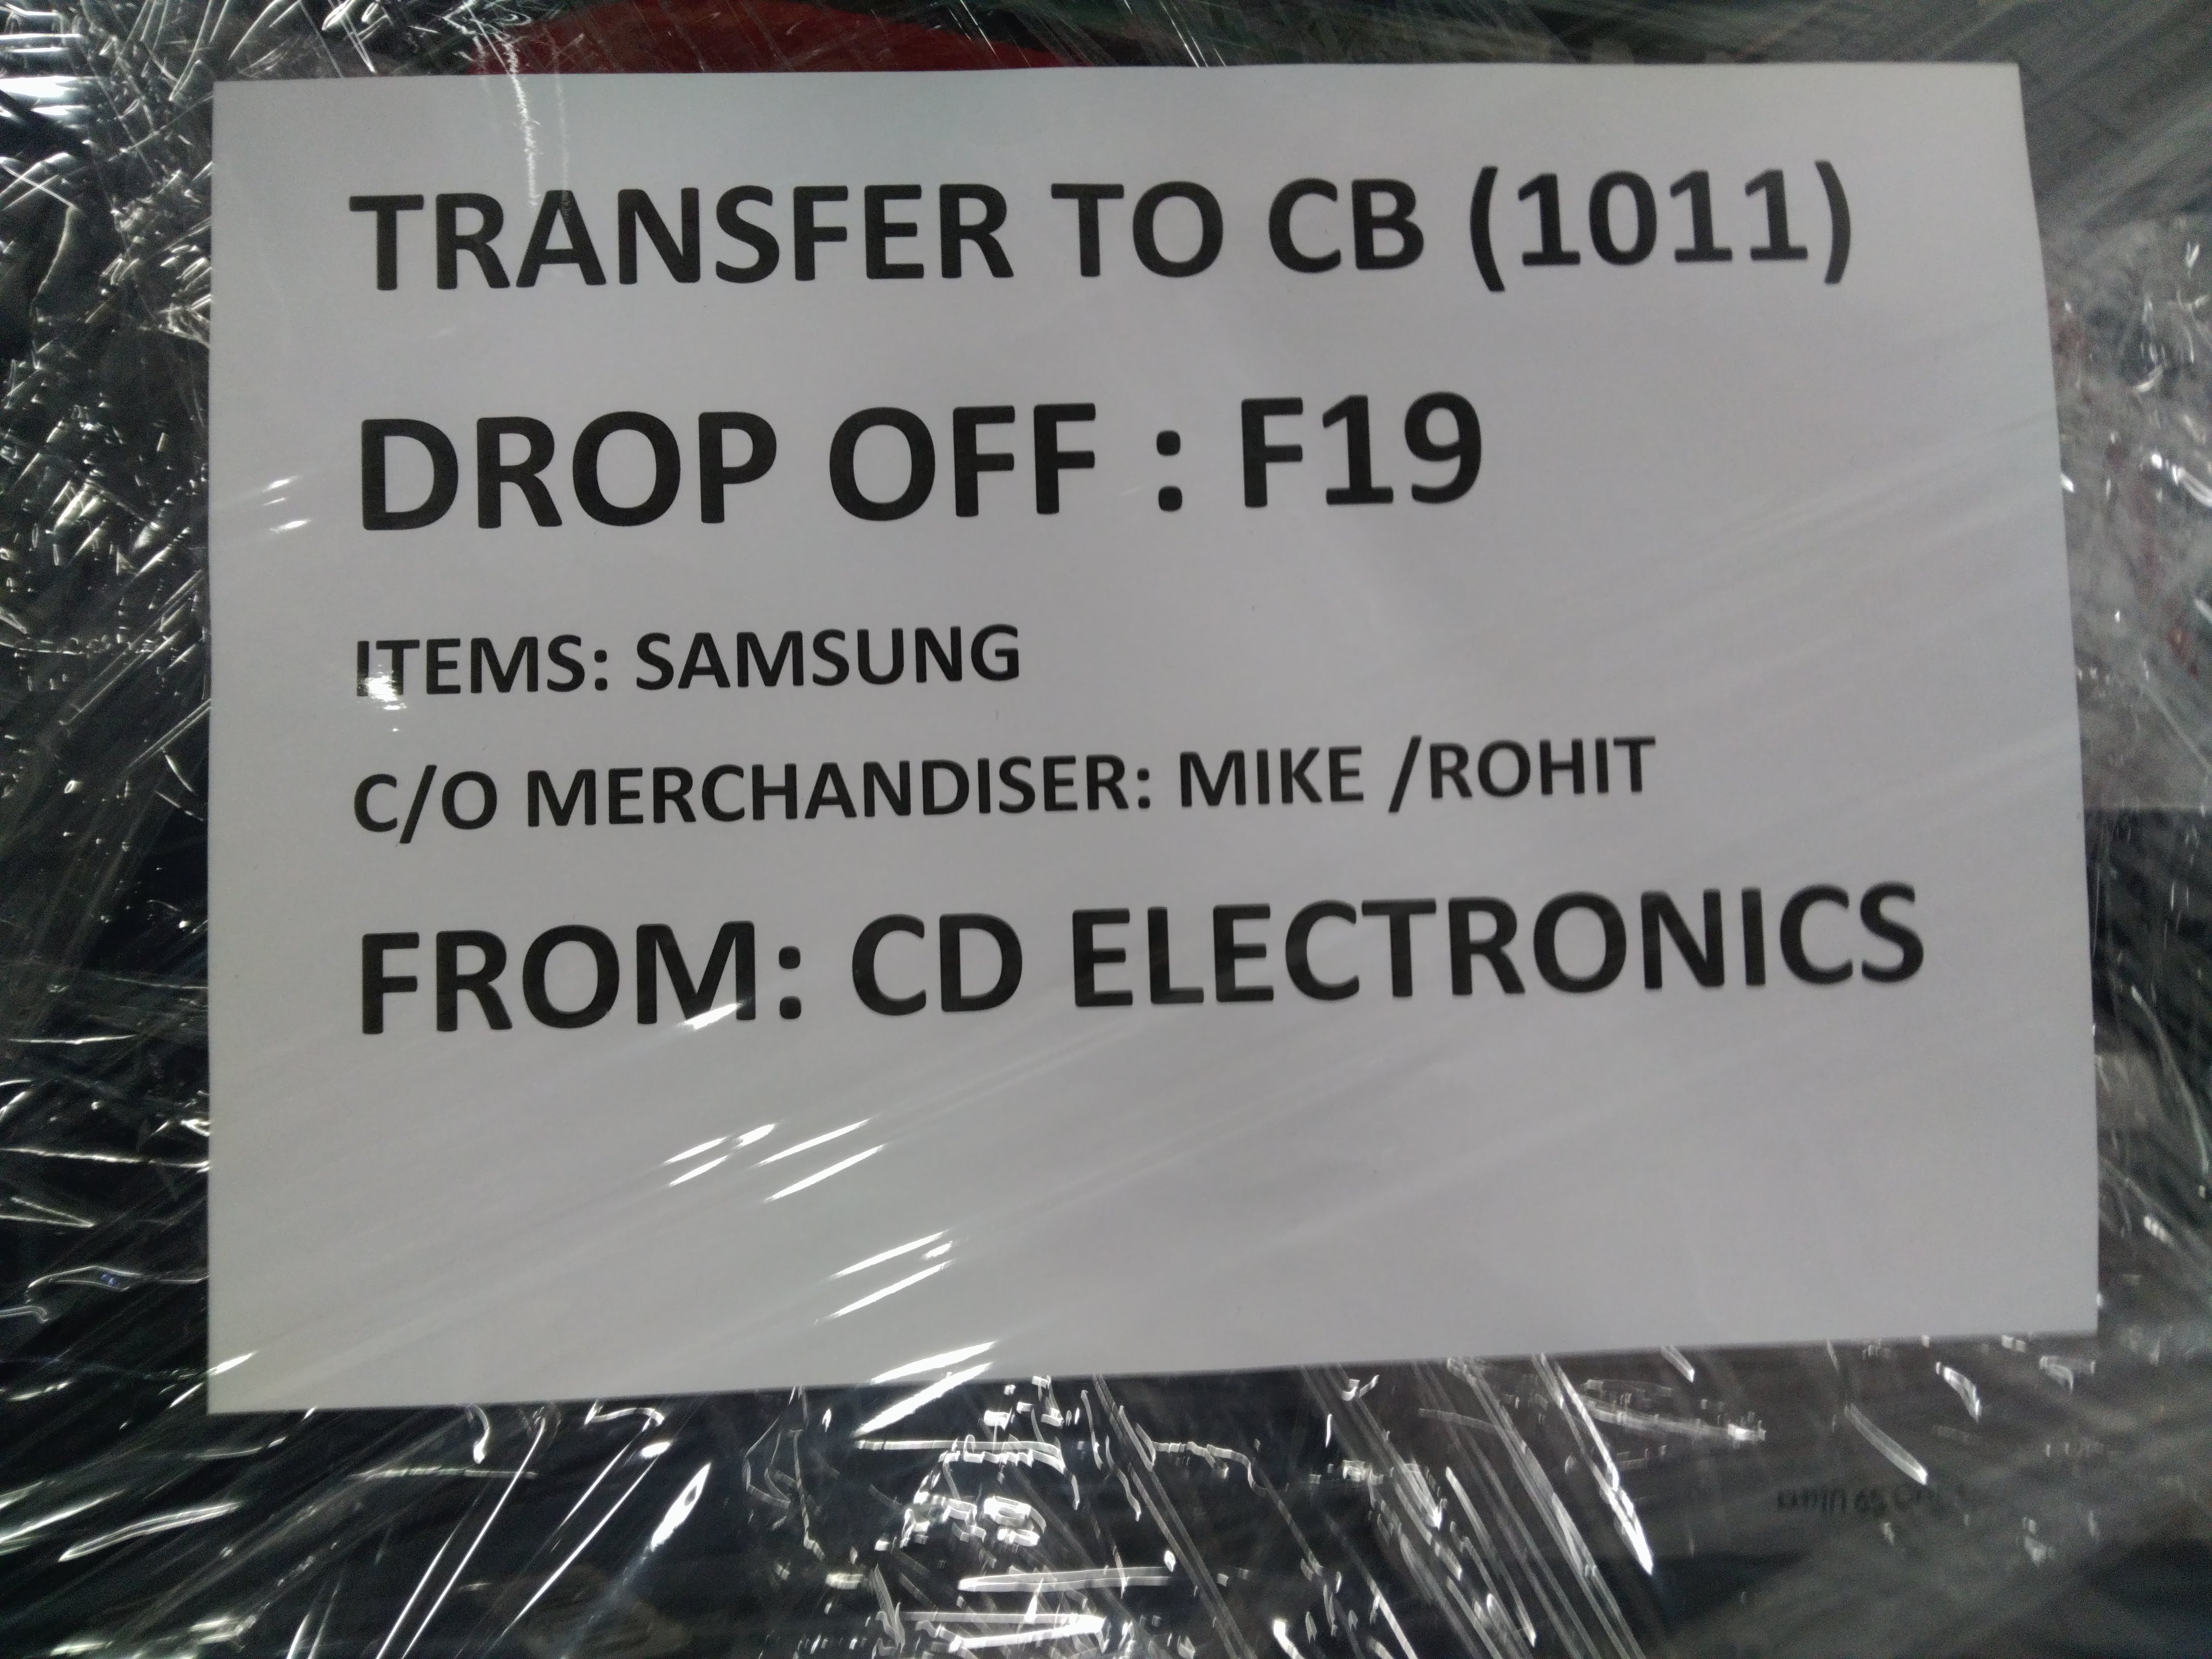 TRANSFER TO CB (1011)
DROP OFF : F19
ITEMS: SAMSUNG
C/O MERCHANDISER: MIKE /ROHIT
FROM: CD ELECTRONICS